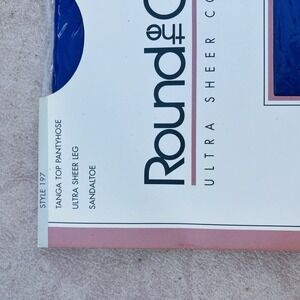 Round
the C
ULTRA SHEER CO
STYLE 197
TANGA TOP PANTYHOSE
ULTRA SHEER LEG
SANDALTOE